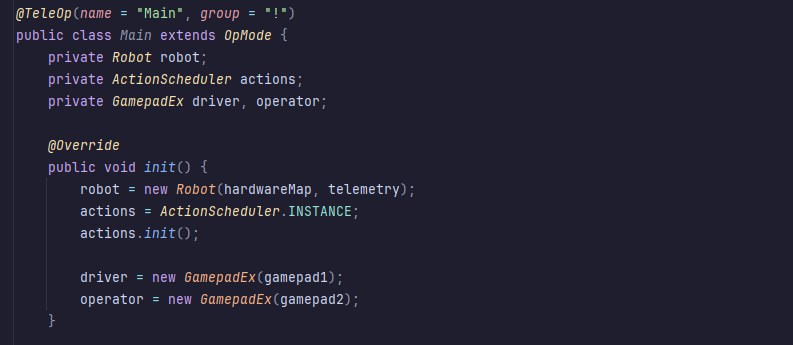 @TeleOp(name = "Main", group = "!")
public class Main extends OpMode {
    private Robot robot;
    private ActionScheduler actions;
    private GamepadEx driver, operator;

    @Override
    public void init() {
        robot = new Robot(hardwareMap, telemetry);
        actions = ActionScheduler.INSTANCE;
        actions.init();

        driver = new GamepadEx(gamepad1);
        operator = new GamepadEx(gamepad2);
    }